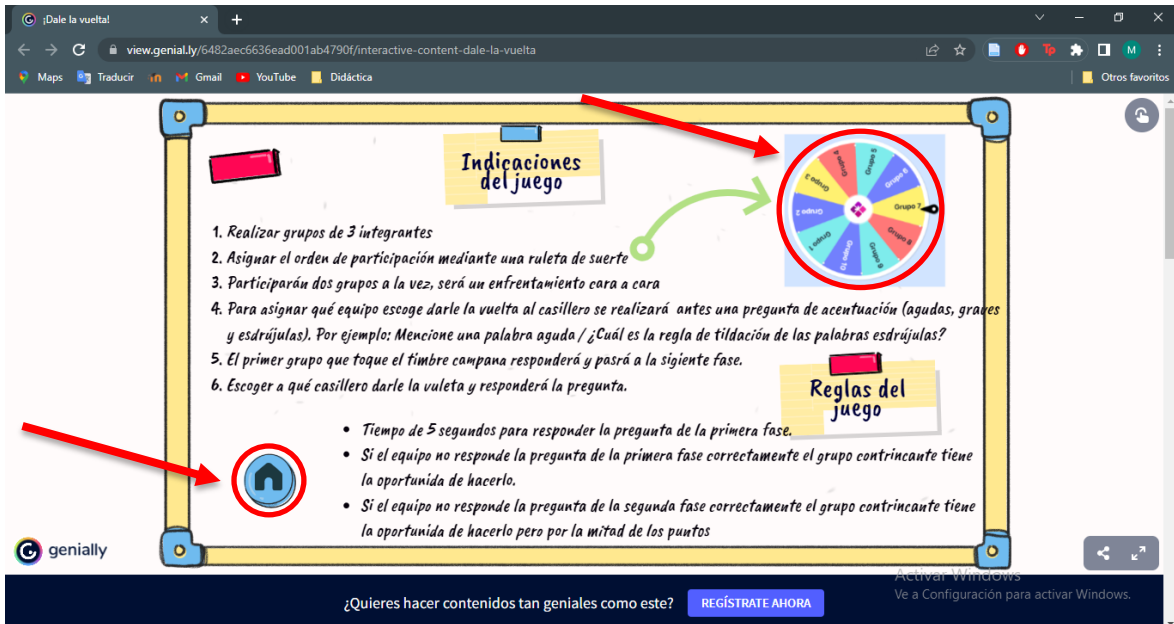 ¡Dale la vuelta!
view.genial.ly/6482aec6636ead001ab4790f/interactive-content-dale-la-vuelta
M
Maps
Traducir
Gmail
YouTube
Didáctica
Otros favoritos
Indicaciones
del juego
Grupo 1
Grupo 2
Grupo 3
Grupo 4
Grupo 5
Grupo 6
Grupo 7
Grupo 8
Grupo 9
Grupo 10
1. Realizar grupos de 3 integrantes
2. Asignar el orden de participación mediante una ruleta de suerte
3. Participarán dos grupos a la vez, será un enfrentamiento cara a cara
4. Para asignar qué equipo escoge darle la vuelta al casillero se realizará antes una pregunta de acentuación (agudas, graves
y esdrújulas). Por ejemplo: Mencione una palabra aguda / ¿Cuál es la regla de tildación de las palabras esdrújulas?
5. El primer grupo que toque el timbre campana responderá y pasrá a la sigiente fase.
6. Escoger a qué casillero darle la vuleta y responderá la pregunta.
Reglas del
juego
• Tiempo de 5 segundos para responder la pregunta de la primera fase.
• Si el equipo no responde la pregunta de la primera fase correctamente el grupo contrincante tiene
la oportunida de hacerlo.
• Si el equipo no responde la pregunta de la segunda fase correctamente el grupo contrincante tiene
la oportunida de hacerlo pero por la mitad de los puntos
genially
Activar Windows
Ve a Configuración para activar Windows.
¿Quieres hacer contenidos tan geniales como este?
REGÍSTRATE AHORA